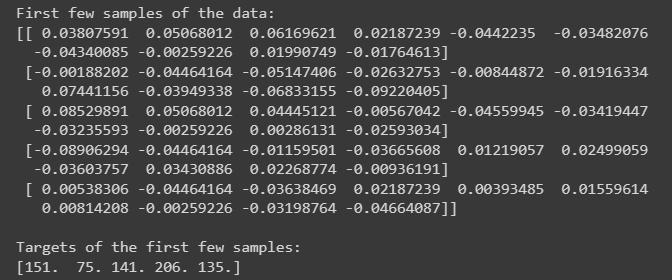 First few samples of the data:
[[ 0.03807591  0.05068012  0.06169621  0.02187239 -0.0442235  -0.03482076
  -0.04340085 -0.00259226  0.01990749 -0.01764613]
 [-0.00188202 -0.04464164 -0.05147406 -0.02632753 -0.00844872 -0.01916334
   0.07441156 -0.03949338 -0.06833155 -0.09220405]
 [ 0.08529891  0.05068012  0.04445121 -0.00567042 -0.04559945 -0.03419447
  -0.03235593 -0.00259226  0.00286131 -0.02593034]
 [-0.08906294 -0.04464164 -0.01159501 -0.03665608  0.01219057  0.02499059
  -0.03603757  0.03430886  0.02268774 -0.00936191]
 [ 0.00538306 -0.04464164 -0.03638469  0.02187239  0.00393485  0.01559614
   0.00814208 -0.00259226 -0.03198764 -0.04664087]]

Targets of the first few samples:
[151.  75. 141. 206. 135.]